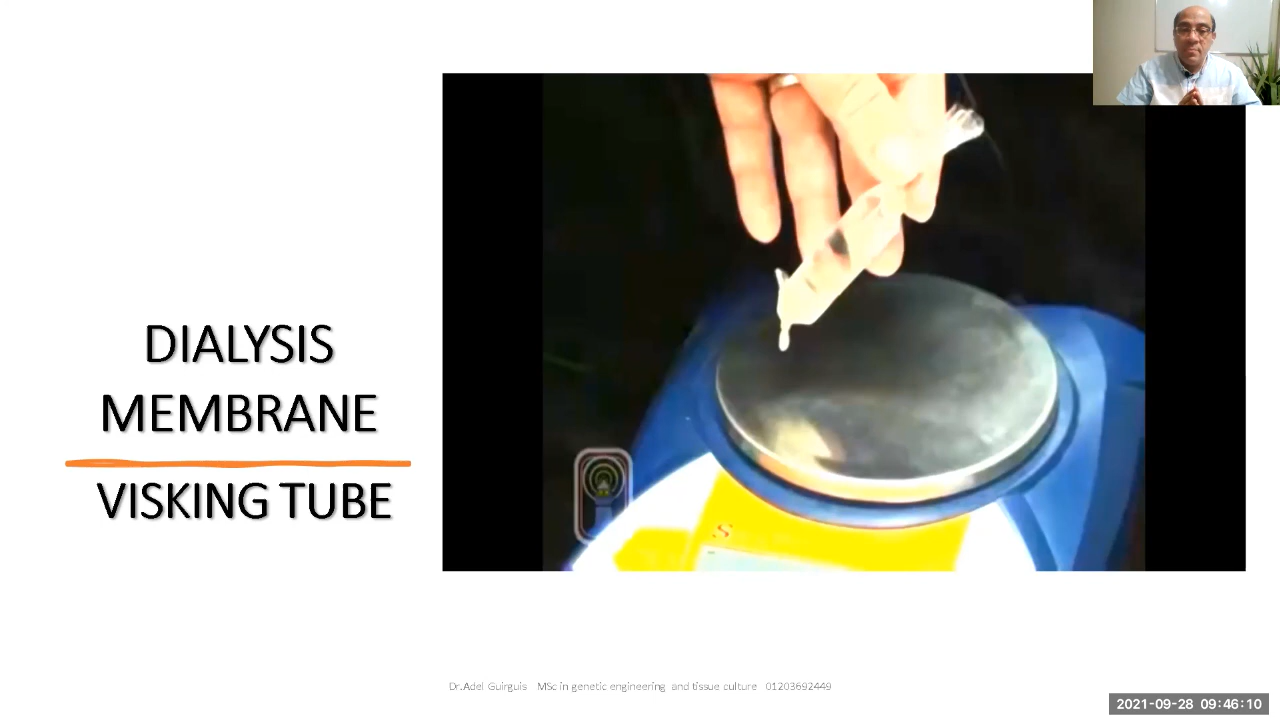 DIALYSIS
MEMBRANE
VISKING TUBE
S
Dr.Adel Guirguis MSc in genetic engineering and tissue culture 01203692449
2021-09-28 09:46:10